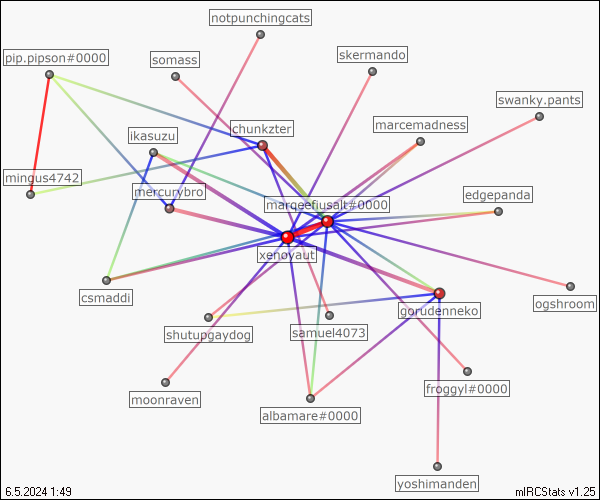 notpunchingcats
pip.pipson#0000
somass
skermando
swanky.pants
ikasuzu
chunkzter
marcemadness
mingus4742
mercurybro
marqeefusalt#0000
edgepanda
xenoyaut
csmaddi
gorudenneko
ogshroom
shutupgaydog
samuel4073
froggyl#0000
moonraven
albamare#0000
yoshimanden
6.5.2024 1:49
mIRCStats v1.25